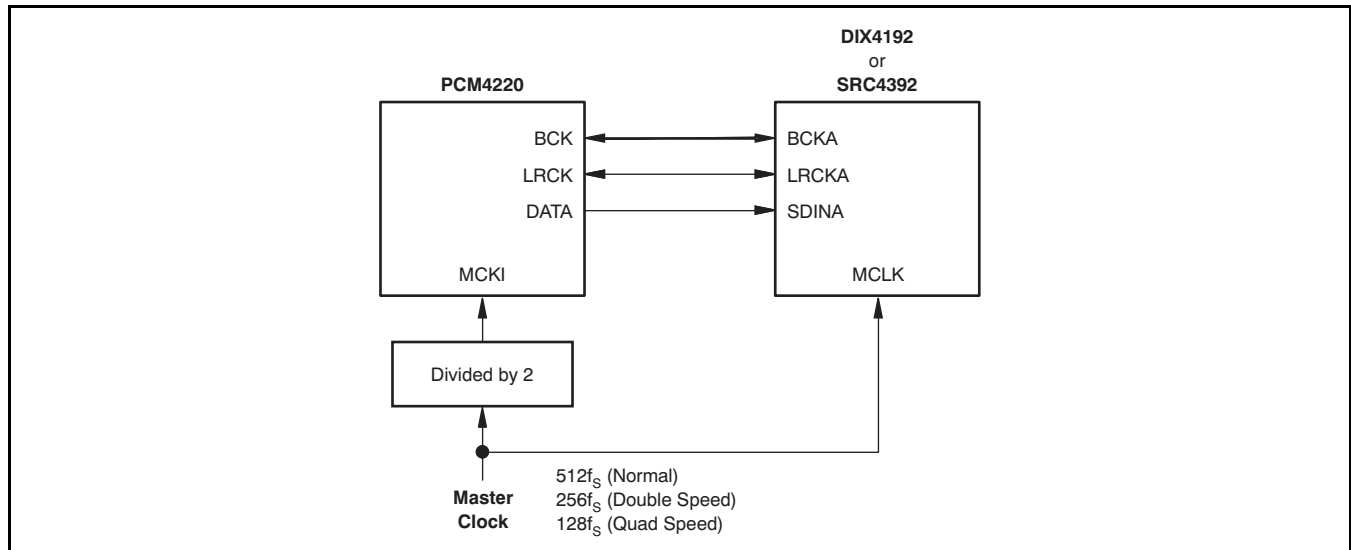 DIX4192
or
SRC4392
PCM4220
BCK
BCKA
LRCK
LRCKA
DATA
SDINA
MCKI
MCLK
Divided by 2
Master
Clock
512fS (Normal)
256fS (Double Speed)
128fS (Quad Speed)